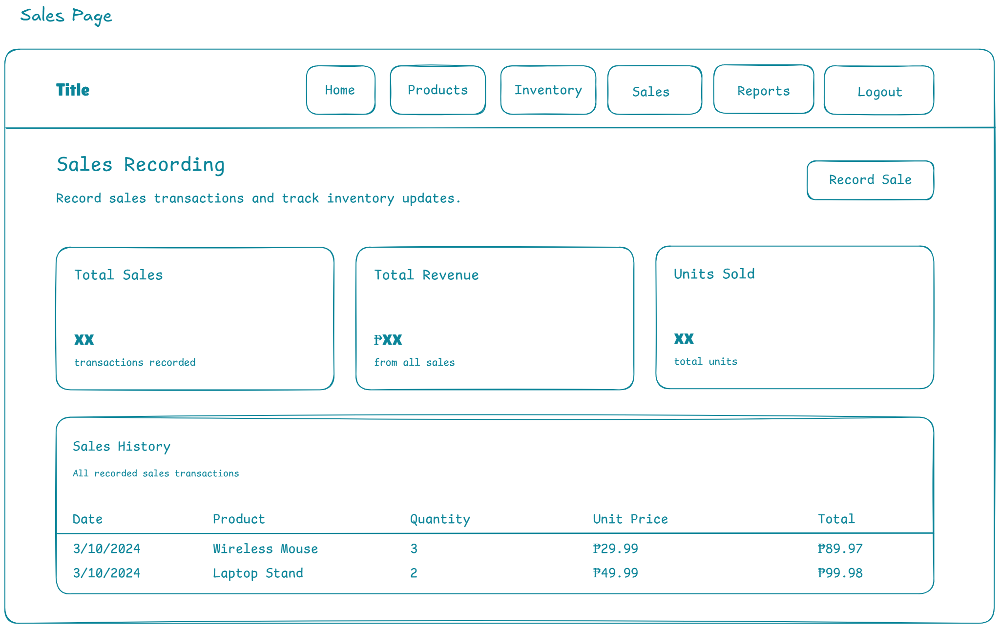 Sales Page
Title
Home
Products
Inventory
Sales
Reports
Logout
Sales Recording
Record sales transactions and track inventory updates.
Record Sale
Total Sales
XX
transactions recorded
Total Revenue
₱XX
from all sales
Units Sold
XX
total units
Sales History
All recorded sales transactions
Date Product Quantity Unit Price Total
3/10/2024 Wireless Mouse 3 ₱29.99 ₱89.97
3/10/2024 Laptop Stand 2 ₱49.99 ₱99.98